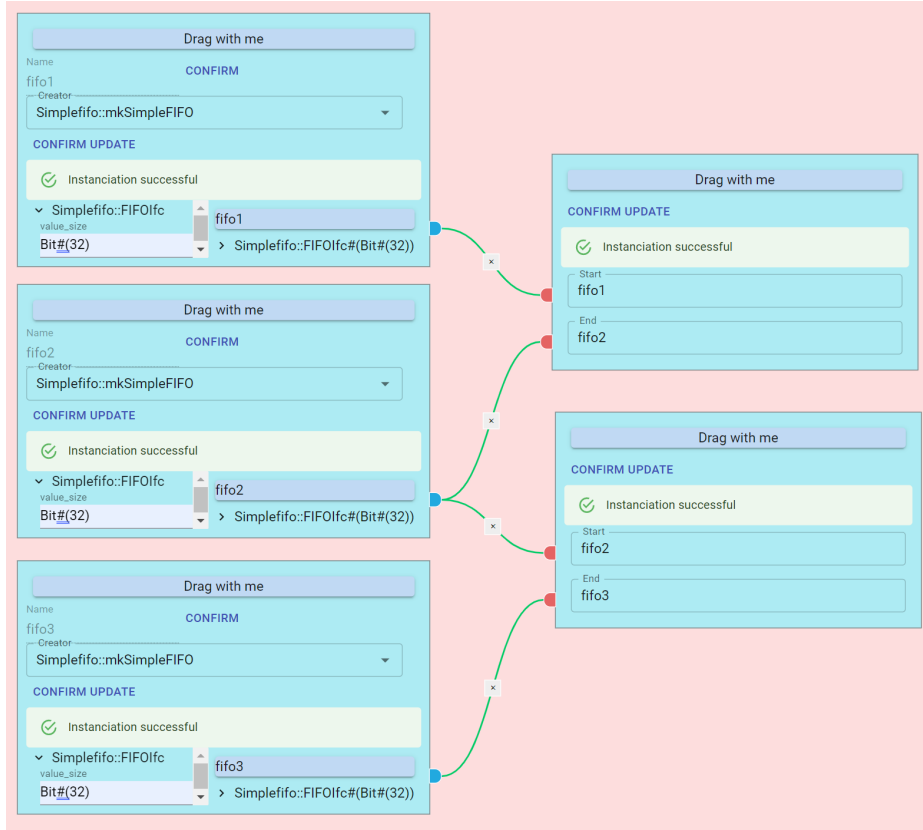 Drag with me
Name
CONFIRM
fifo1
Creator
Simplefifo::mkSimpleFIFO
CONFIRM UPDATE
Instanciation successful
Simplefifo::FIFOIfc
value_size
Bit#(32)
fifo1
Simplefifo::FIFOIfc#(Bit#(32))
Drag with me
Name
CONFIRM
fifo2
Creator
Simplefifo::mkSimpleFIFO
CONFIRM UPDATE
Instanciation successful
Simplefifo::FIFOIfc
value_size
Bit#(32)
fifo2
Simplefifo::FIFOIfc#(Bit#(32))
Drag with me
Name
CONFIRM
fifo3
Creator
Simplefifo::mkSimpleFIFO
CONFIRM UPDATE
Instanciation successful
Simplefifo::FIFOIfc
value_size
Bit#(32)
fifo3
Simplefifo::FIFOIfc#(Bit#(32))
Drag with me
CONFIRM UPDATE
Instanciation successful
Start
fifo1
End
fifo2
Drag with me
CONFIRM UPDATE
Instanciation successful
Start
fifo2
End
fifo3